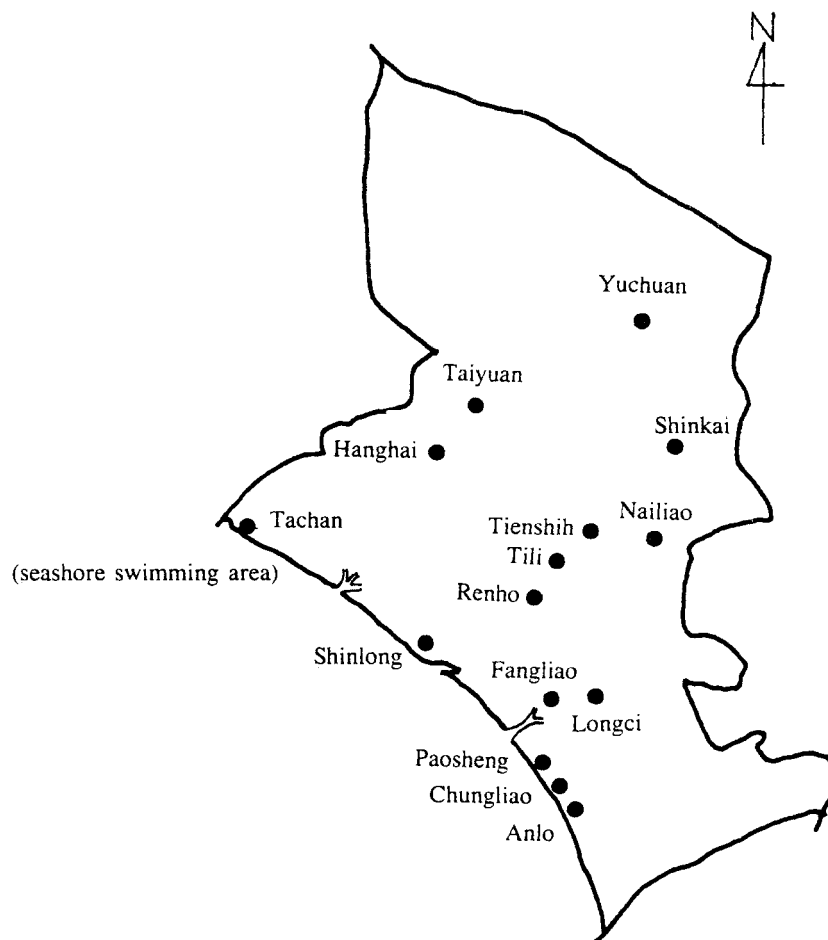 N
Yuchuan
Taiyuan
Shinkai
Hanghai
Tachan
Tienshih
Nailiao
Tili
(seashore swimming area)
Renho
Shinlong
Fangliao
Longci
Paosheng
Chungliao
Anlo